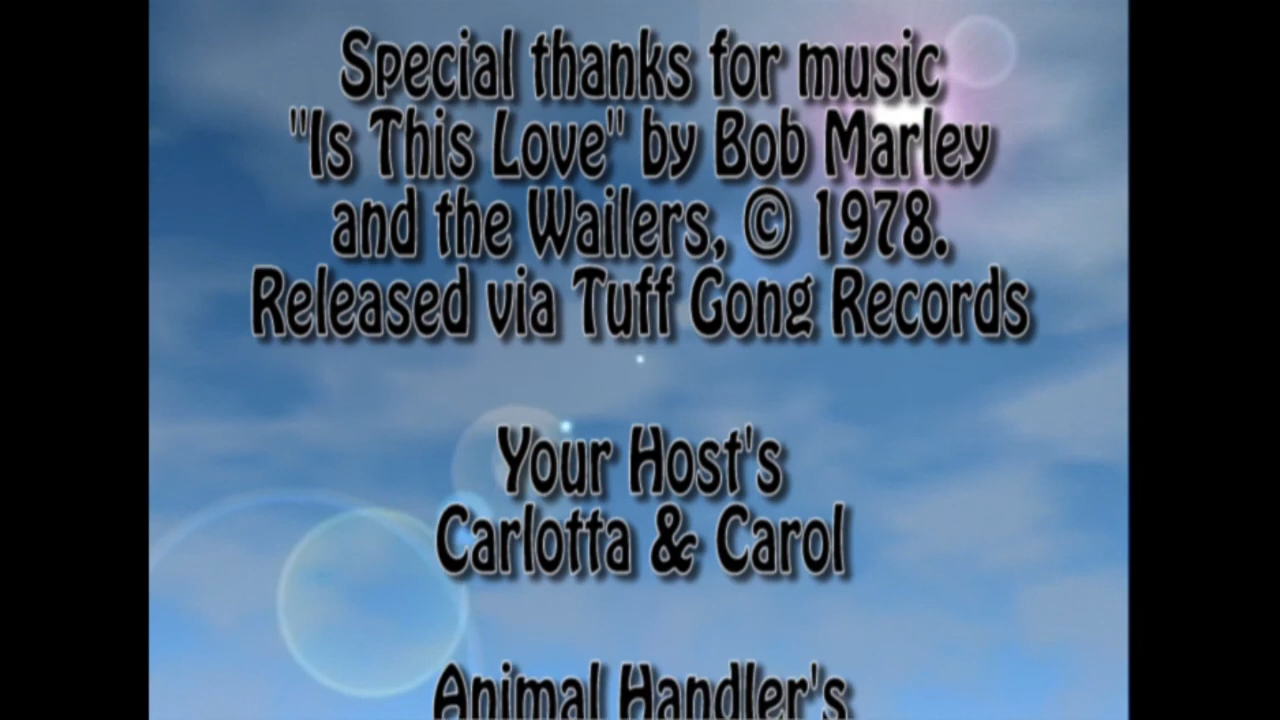 Special thanks for music
"Is This Love" by Bob Marley
and the Wailers, © 1978.
Released via Tuff Gong Records
Your Host's
Carlotta & Carol
Animal Handler's